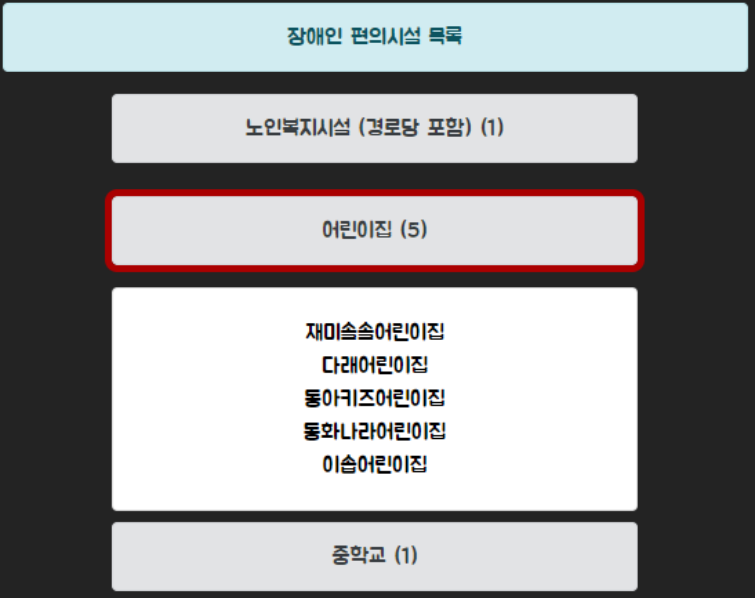 장애인 편의시설 목록
노인복지시설 (경로당 포함) (1)
어린이집 (5)
재미솔솔어린이집
다래어린이집
동아키즈어린이집
동화나라어린이집
이솝어린이집
중학교 (1)